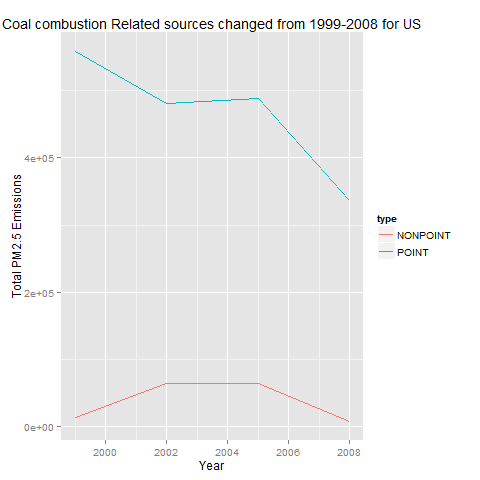 Coal combustion Related sources changed from 1999-2008 for US
Total PM2.5 Emissions
4e+05
2e+05
0e+00
2000 2002 2004 2006 2008
Year
type
NONPOINT
POINT